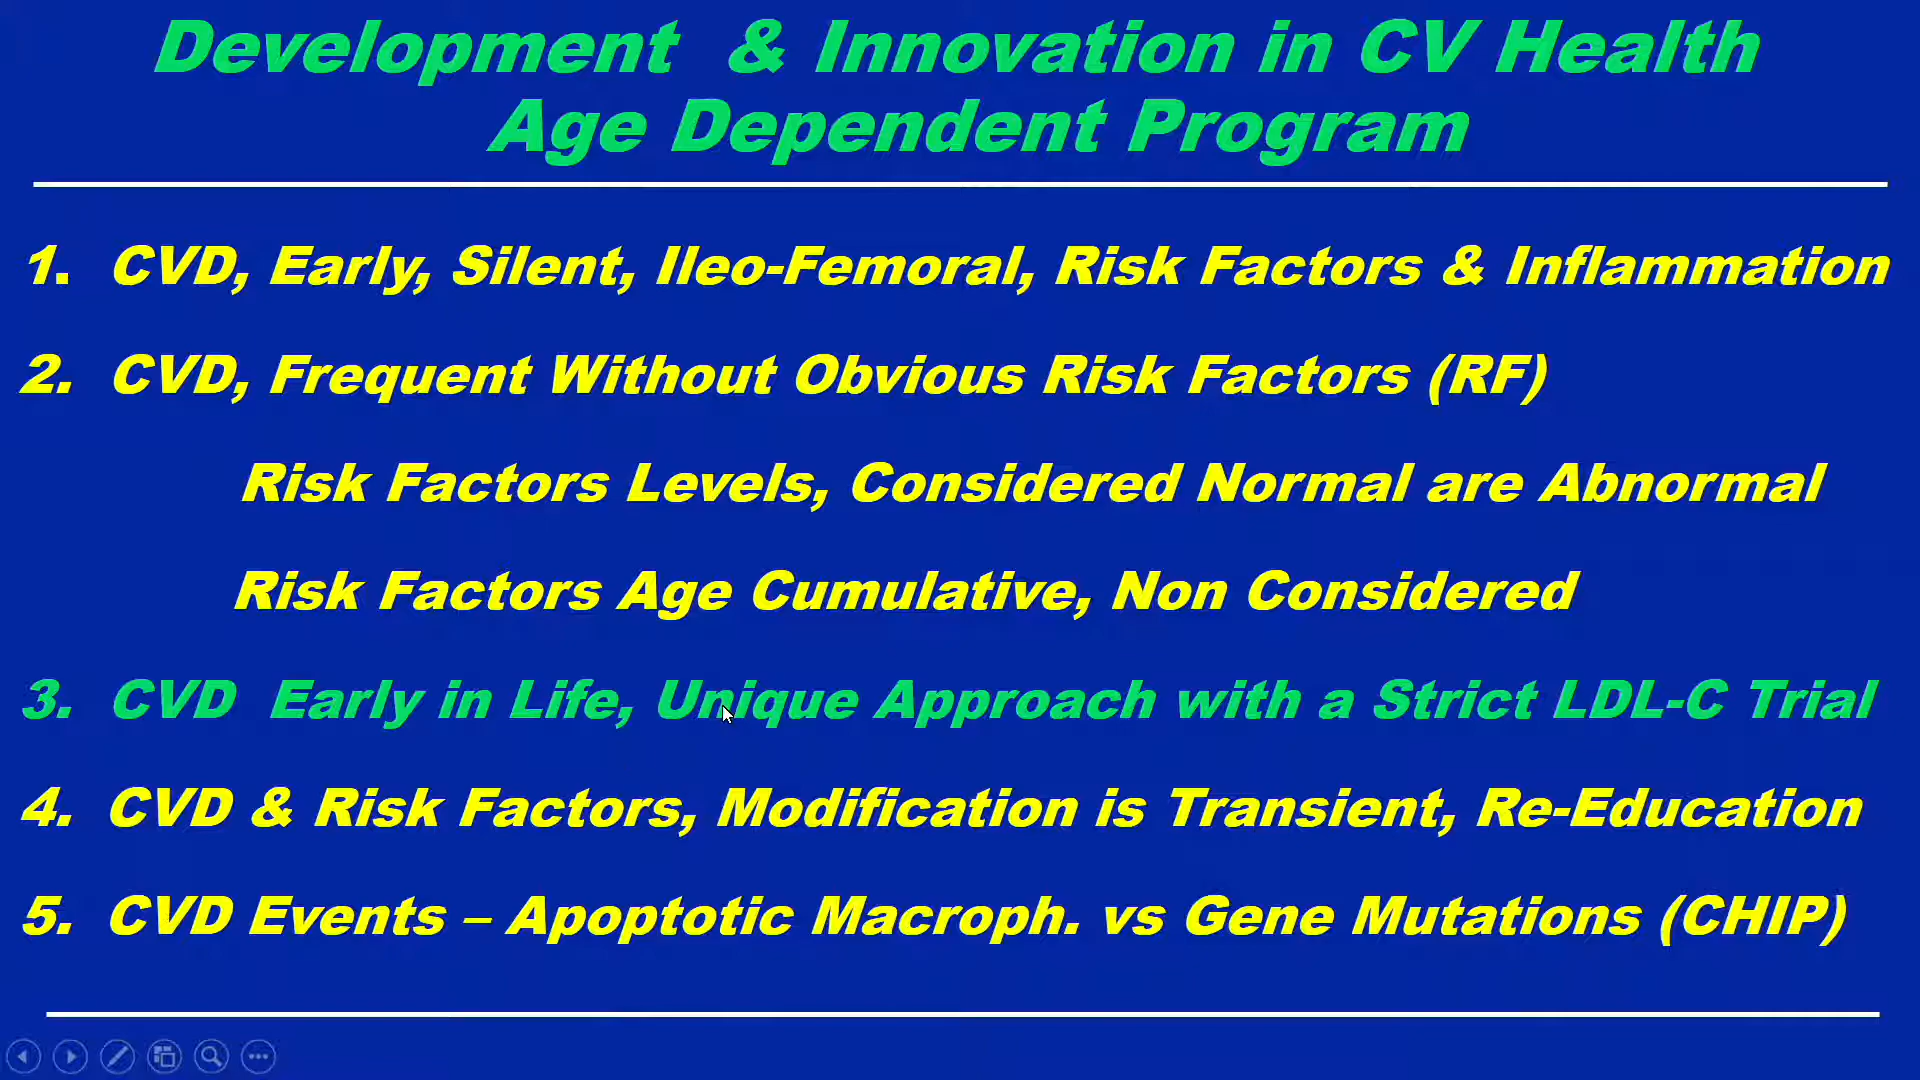 Development & Innovation in CV Health
Age Dependent Program
1. CVD, Early, Silent, Ileo-Femoral, Risk Factors & Inflammation
2. CVD, Frequent Without Obvious Risk Factors (RF)
Risk Factors Levels, Considered Normal are Abnormal
Risk Factors Age Cumulative, Non Considered
3. CVD Early in Life, Unique Approach with a Strict LDL-C Trial
4. CVD & Risk Factors, Modification is Transient, Re-Education
5. CVD Events – Apoptotic Macroph. vs Gene Mutations (CHIP)